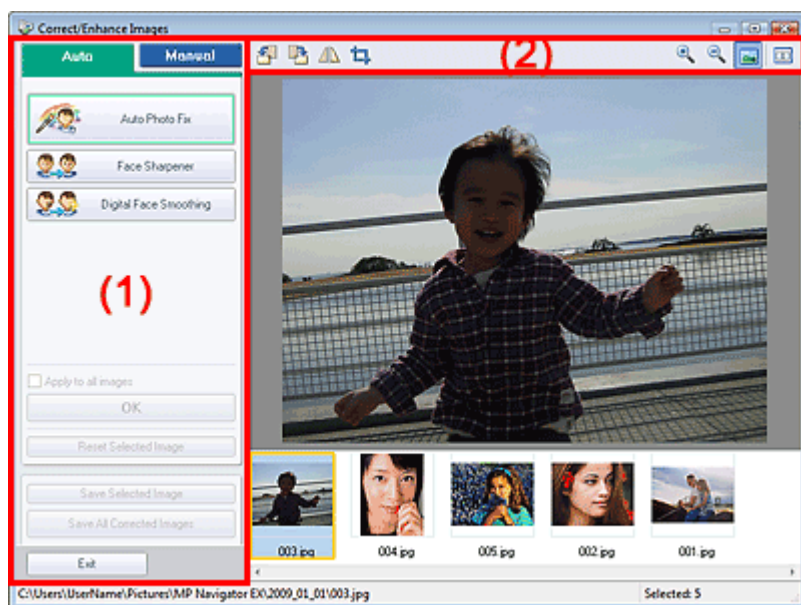 Correct/Enhance Images
Auto
Manual
(2)
Auto Photo Fix
Face Sharpener
Digital Face Smoothing
(1)
Apply to all images
OK
Reset Selected Image
Save Selected Image
Save All Corrected Images
Exit
003.jpg
004.jpg
005.jpg
002.jpg
001.jpg
C:\Users\UserName\Pictures\MP Navigator EX\2009_01_01\003.jpg
Selected: 5